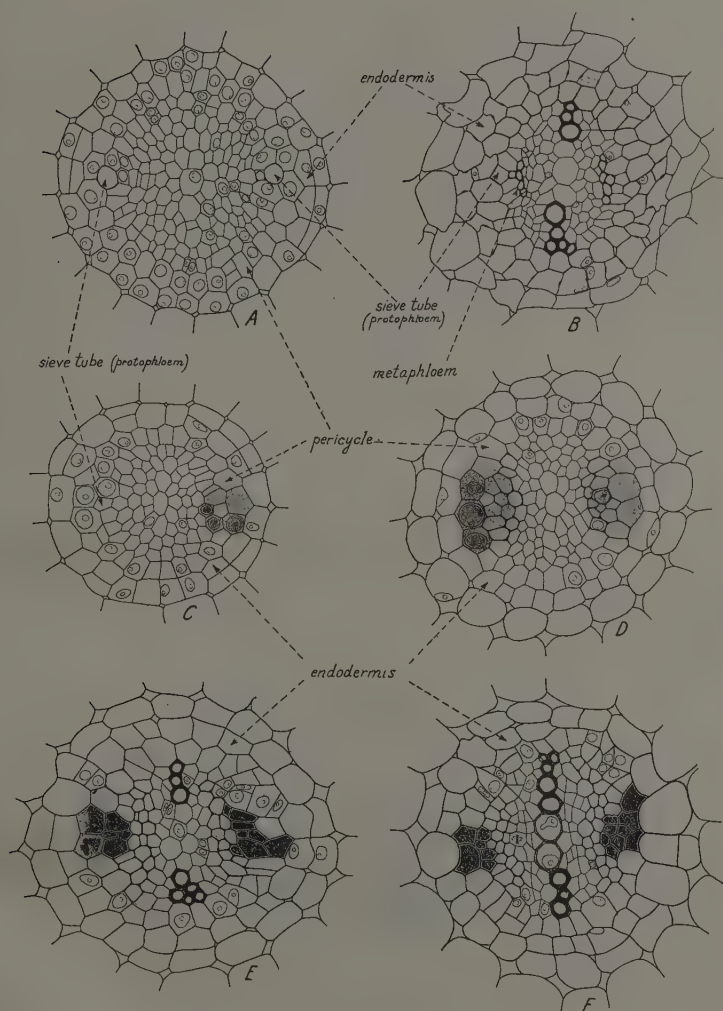 endodermis
A
B
sieve tube
(protophloem)
sieve tube (protophloem)
metaphloem
pericycle
C
D
endodermis
E
F